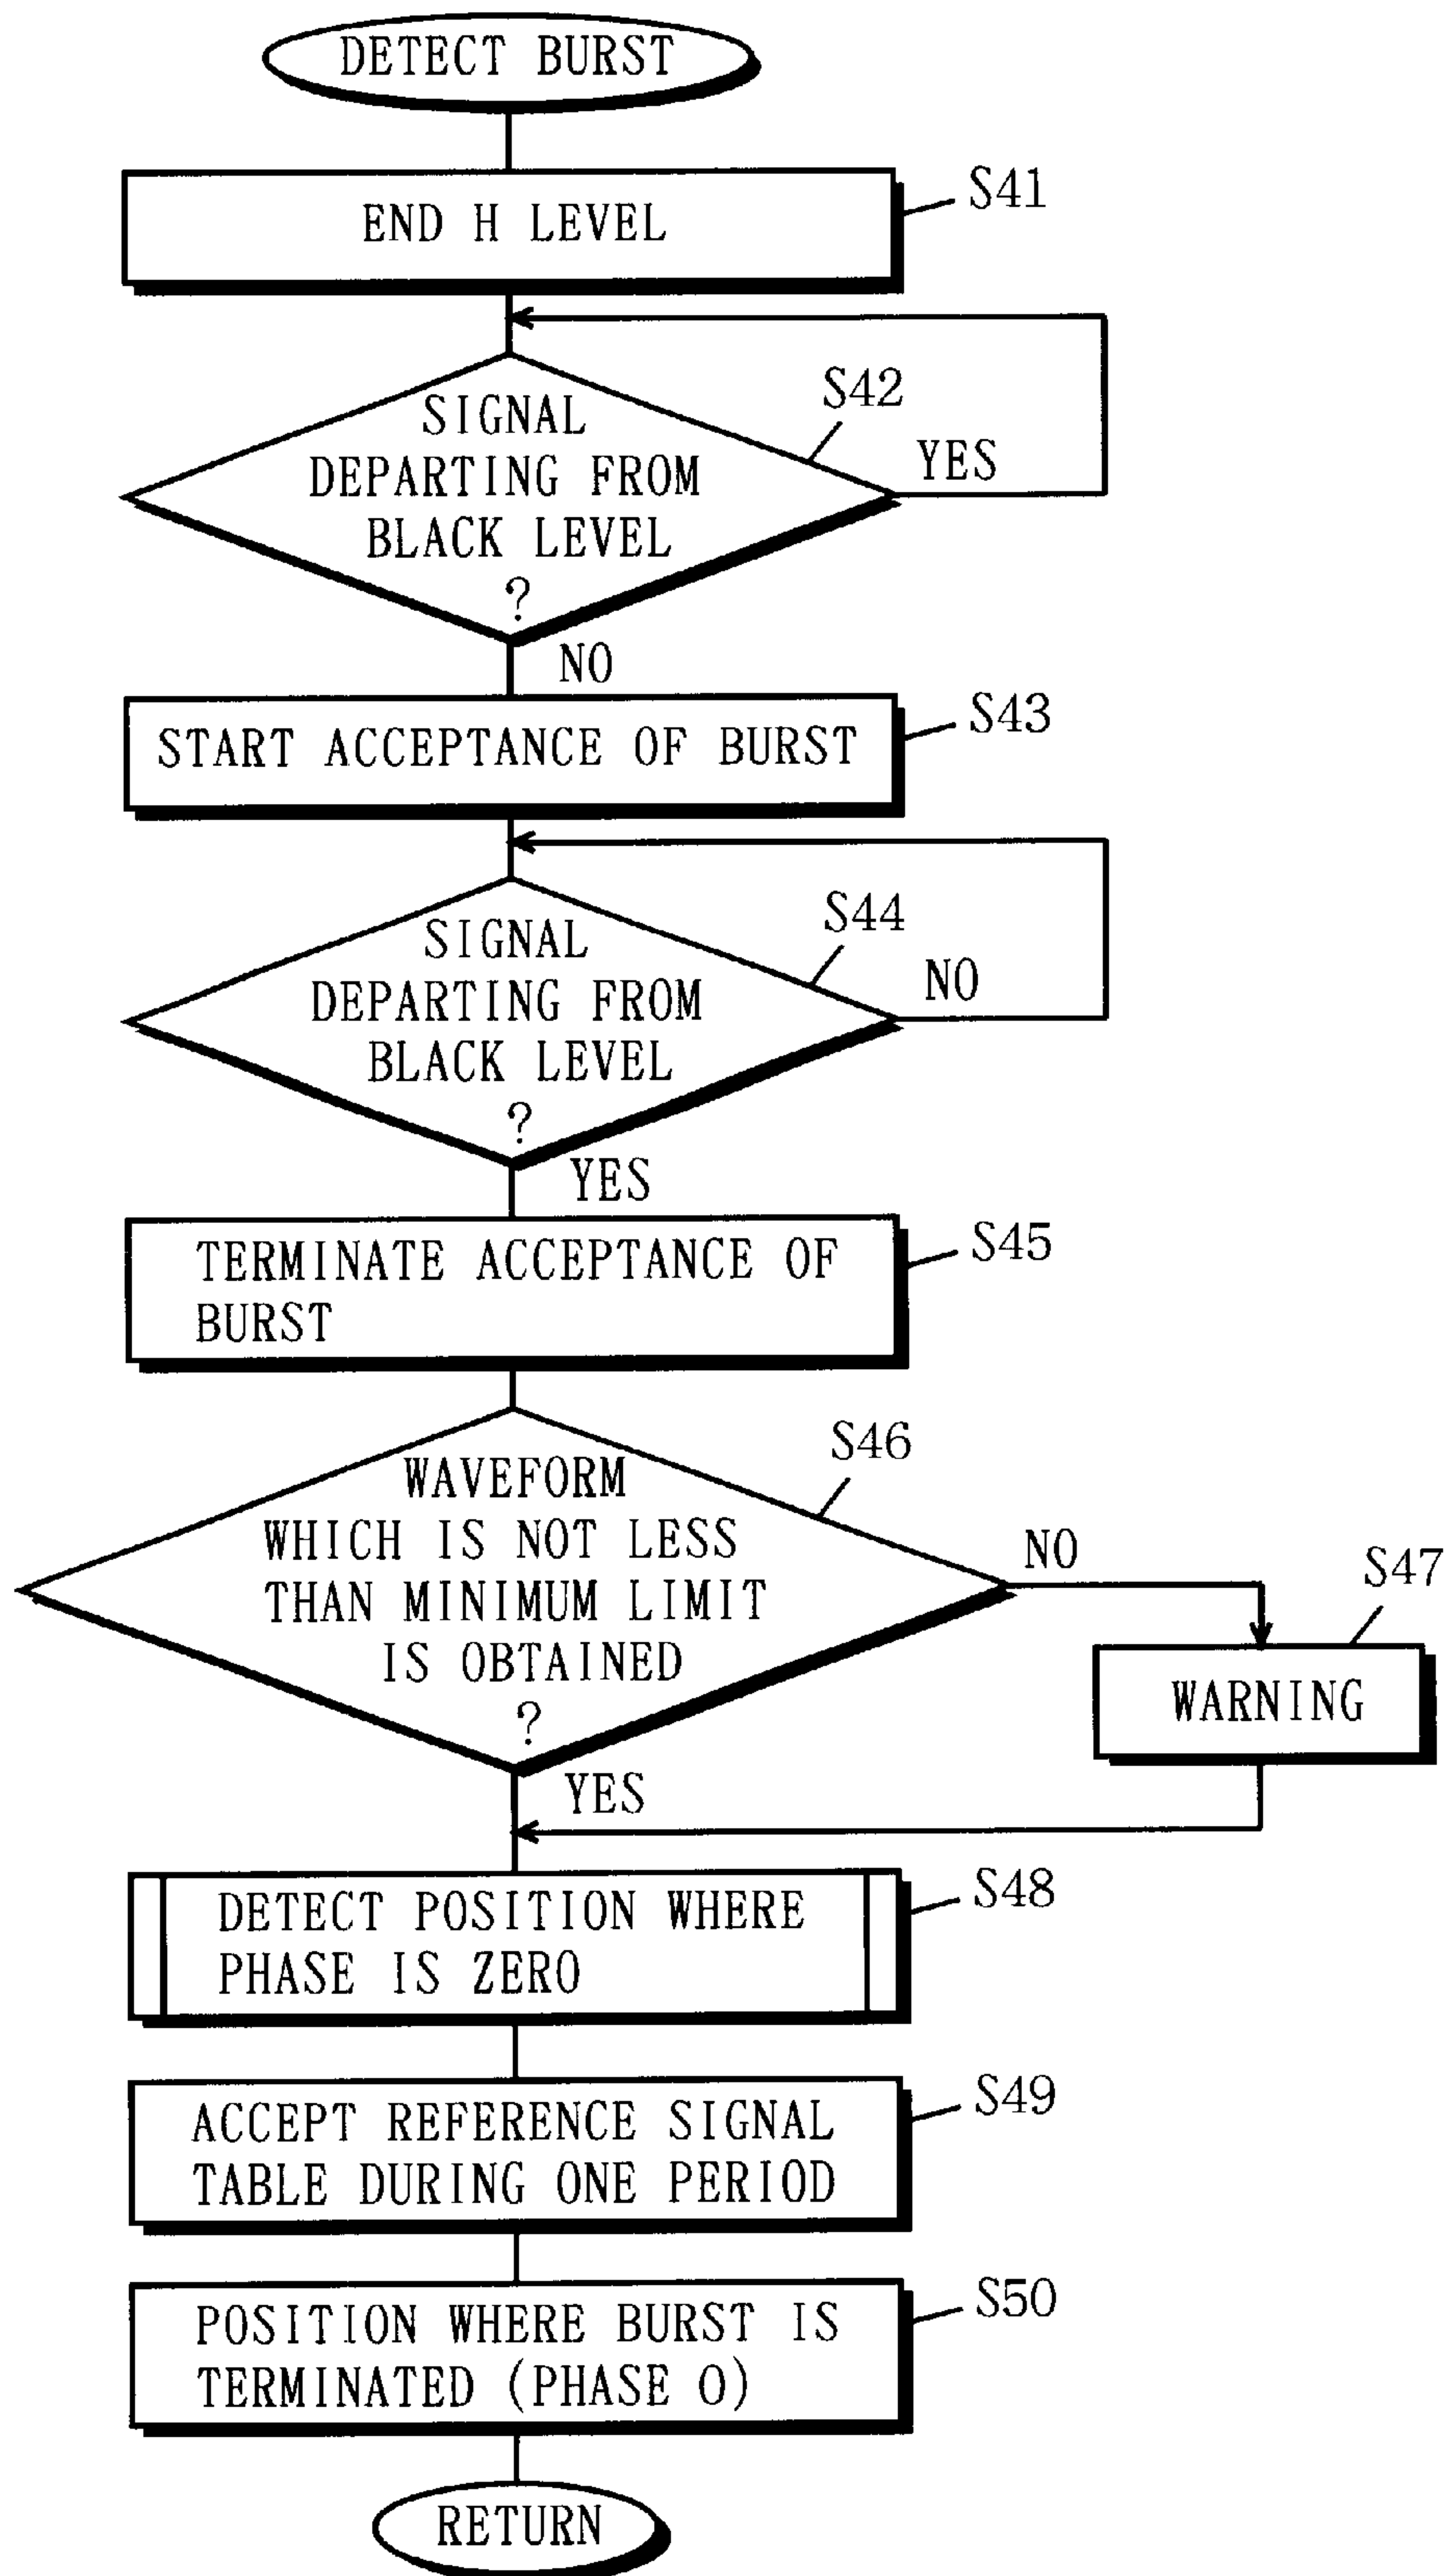 DETECT BURST
END H LEVEL
S41
SIGNAL
DEPARTING FROM
BLACK LEVEL
?
S42
YES
NO
START ACCEPTANCE OF BURST
S43
SIGNAL
DEPARTING FROM
BLACK LEVEL
?
S44
NO
YES
TERMINATE ACCEPTANCE OF
BURST
S45
WAVEFORM
WHICH IS NOT LESS
THAN MINIMUM LIMIT
IS OBTAINED
?
S46
NO
S47
WARNING
YES
DETECT POSITION WHERE
PHASE IS ZERO
S48
ACCEPT REFERENCE SIGNAL
TABLE DURING ONE PERIOD
S49
POSITION WHERE BURST IS
TERMINATED (PHASE 0)
S50
RETURN